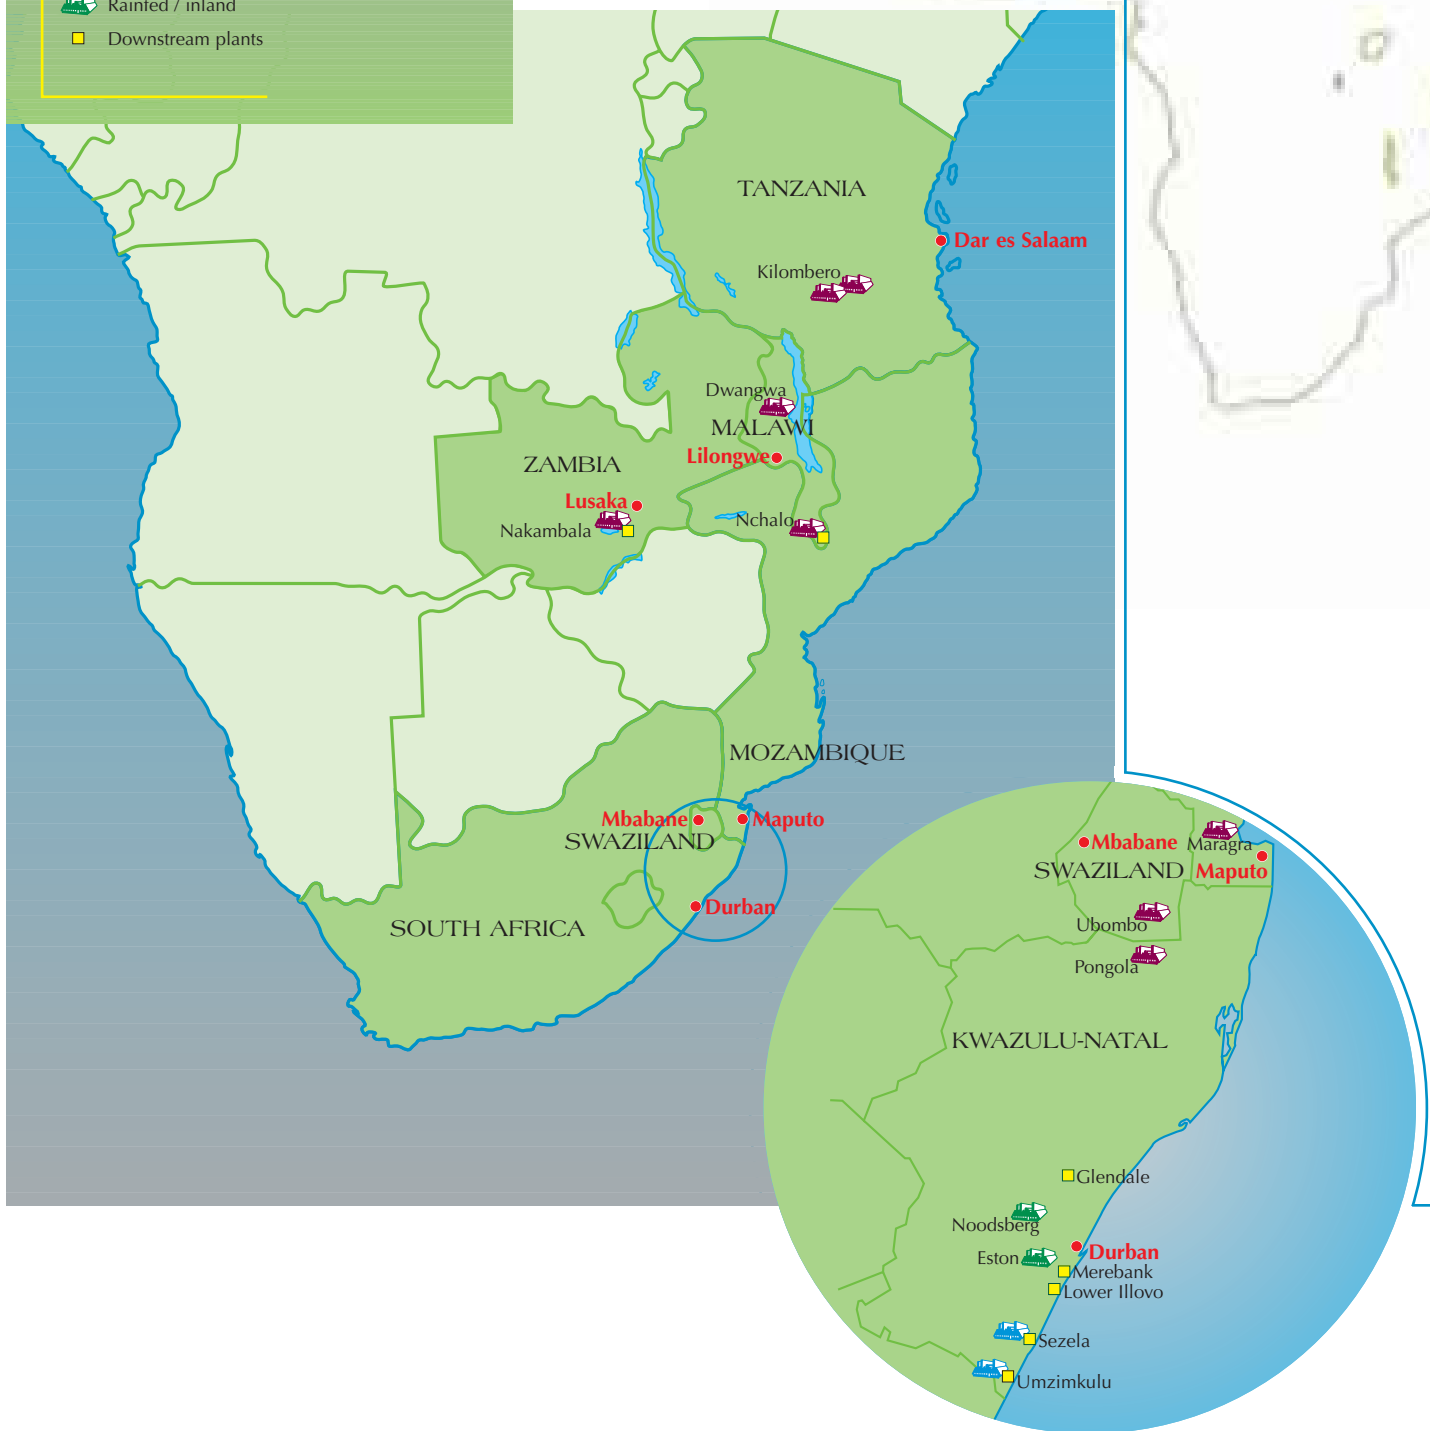 Rainfed / inland
Downstream plants
TANZANIA
Dar es Salaam
Kilombero
Dwangwa
MALAWI
Lilongwe
ZAMBIA
Lusaka
Nakambala
Nchalo
MOZAMBIQUE
Mbabane
Maputo
SWAZILAND
Durban
SOUTH AFRICA
Mbabane
Maragra
SWAZILAND
Maputo
Ubombo
Pongola
KWAZULU-NATAL
Glendale
Noodsberg
Durban
Eston
Merebank
Lower Illovo
Sezela
Umzimkulu